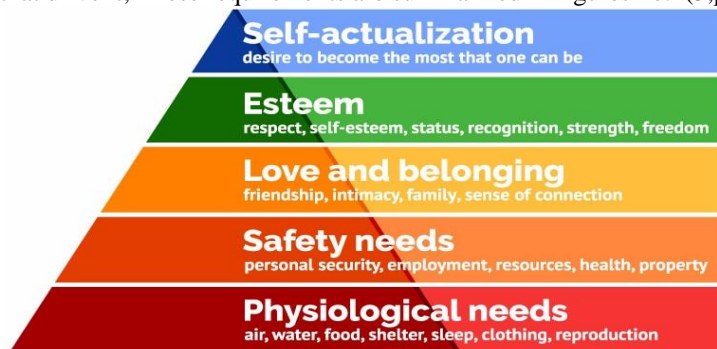 Self-actualization
desire to become the most that one can be
Esteem
respect, self-esteem, status, recognition, strength, freedom
Love and belonging
friendship, intimacy, family, sense of connection
Safety needs
personal security, employment, resources, health, property
Physiological needs
air, water, food, shelter, sleep, clothing, reproduction